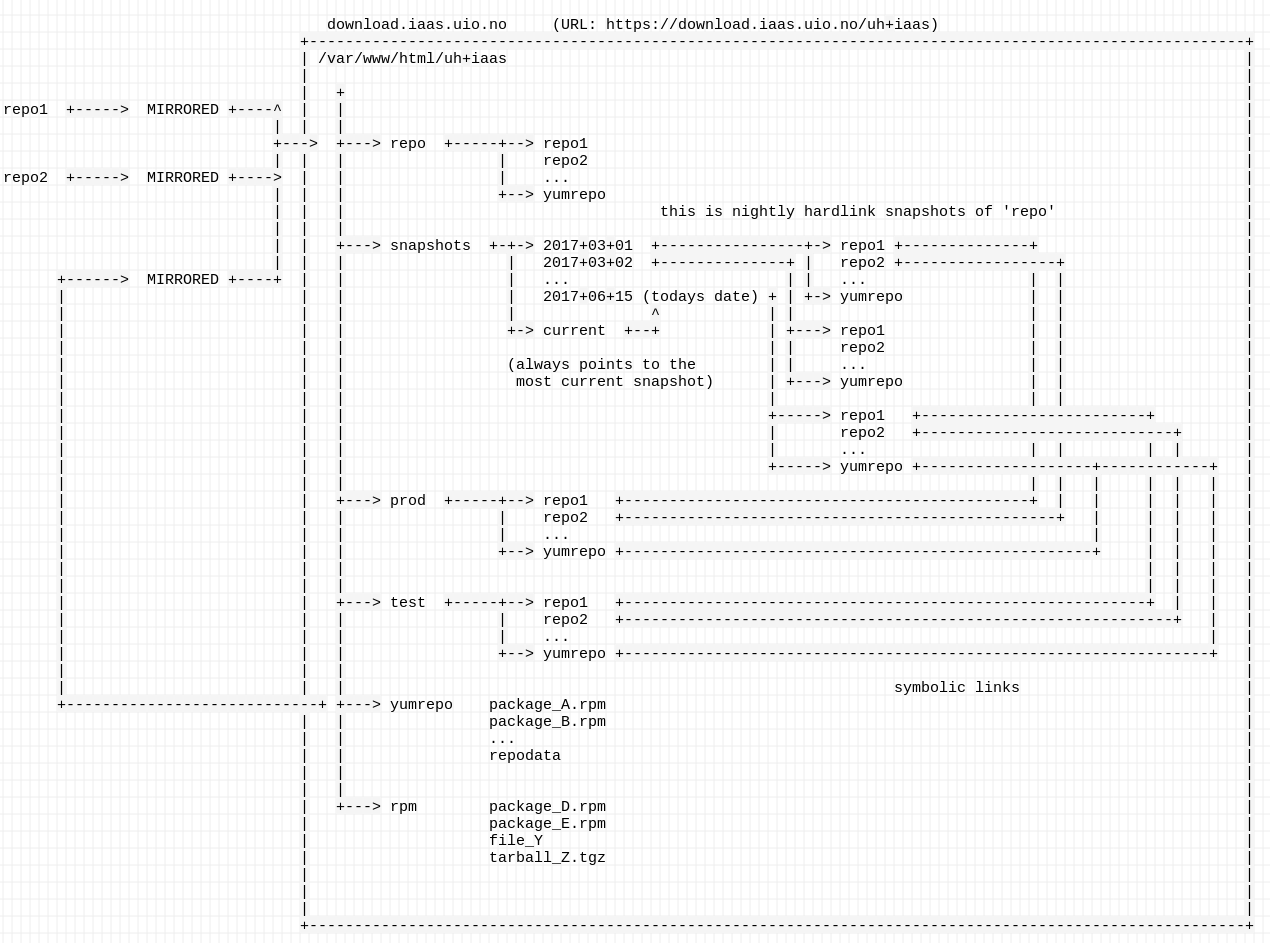 download.iaas.uio.no     (URL: https://download.iaas.uio.no/uh+iaas)
/var/www/html/uh+iaas
repo1  +----->  MIRRORED +----^
+---> +---> repo  +-----+--> repo1
repo2
repo2  +----->  MIRRORED +---->  ...
+--> yumrepo
this is nightly hardlink snapshots of 'repo'
+---> snapshots  +-+-> 2017+03+01  +----------------+-> repo1 +--------------+
2017+03+02  +--------------+ | repo2 +-----------------+
+------>  MIRRORED +----+  ...  ...
2017+06+15 (todays date) + | +-> yumrepo
^
+-> current  +--+  +---> repo1
repo2
(always points to the  ...
most current snapshot)  +---> yumrepo
+-----> repo1   +-------------------------+
repo2   +----------------------------+
...
+-----> yumrepo +-------------------+------------+
+---> prod  +-----+--> repo1   +---------------------------------------------+
repo2   +------------------------------------------------+
...
+--> yumrepo +----------------------------------------------------+
+---> test  +-----+--> repo1   +----------------------------------------------------------+
repo2   +-------------------------------------------------------------+
...
+--> yumrepo +-----------------------------------------------------------------+
symbolic links
+----------------------------+ +---> yumrepo    package_A.rpm
package_B.rpm
...
repodata
+---> rpm        package_D.rpm
package_E.rpm
file_Y
tarball_Z.tgz